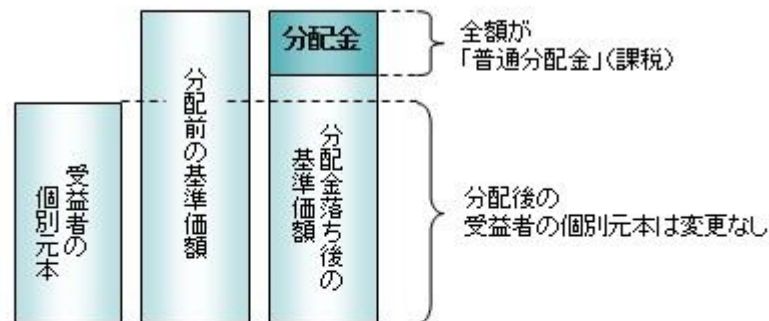 受益者の
個別元本
分配前の基準価額
分配金
分配金落ち後の
基準価額
全額が
「普通分配金」(課税)
分配後の
受益者の個別元本は変更なし